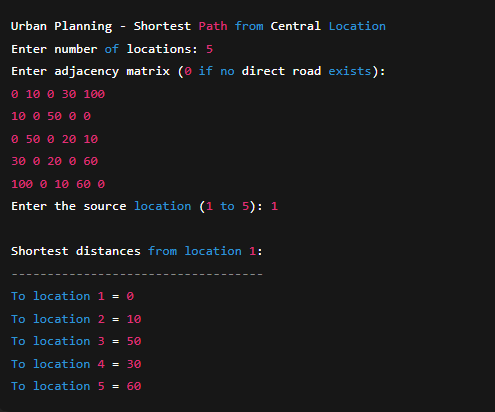 Urban Planning - Shortest Path from Central Location
Enter number of locations: 5
Enter adjacency matrix (0 if no direct road exists):
0 10 0 30 100
10 0 50 0 0
0 50 0 20 10
30 0 20 0 60
100 0 10 60 0
Enter the source location (1 to 5): 1
Shortest distances from location 1:
-----------------------------------
To location 1 = 0
To location 2 = 10
To location 3 = 50
To location 4 = 30
To location 5 = 60